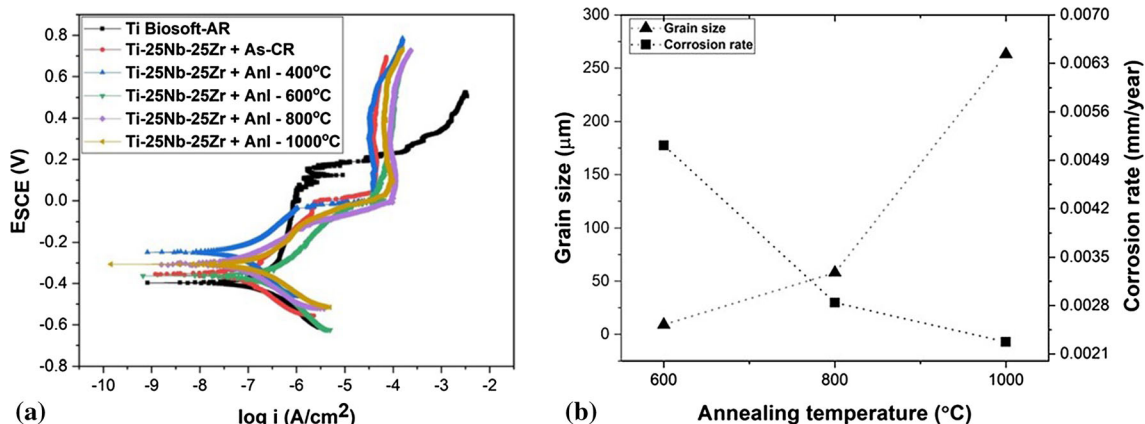 0.8
0.6
0.4
0.2
0.0
-0.2
-0.4
-0.6
-0.8
ESCE (V)
Ti Biosoft-AR
Ti-25Nb-25Zr + As-CR
Ti-25Nb-25Zr + Anl - 400°C
Ti-25Nb-25Zr + Anl - 600°C
Ti-25Nb-25Zr + Anl - 800°C
Ti-25Nb-25Zr + Anl - 1000°C
-10 -9 -8 -7 -6 -5 -4 -3 -2
log i (A/cm2)
(a)
300
250
200
150
100
50
0
Grain size (μm)
Grain size
Corrosion rate
0.0070
0.0063
0.0056
0.0049
0.0042
0.0035
0.0028
0.0021
Corrosion rate (mm/year)
600 800 1000
Annealing temperature (°C)
(b)